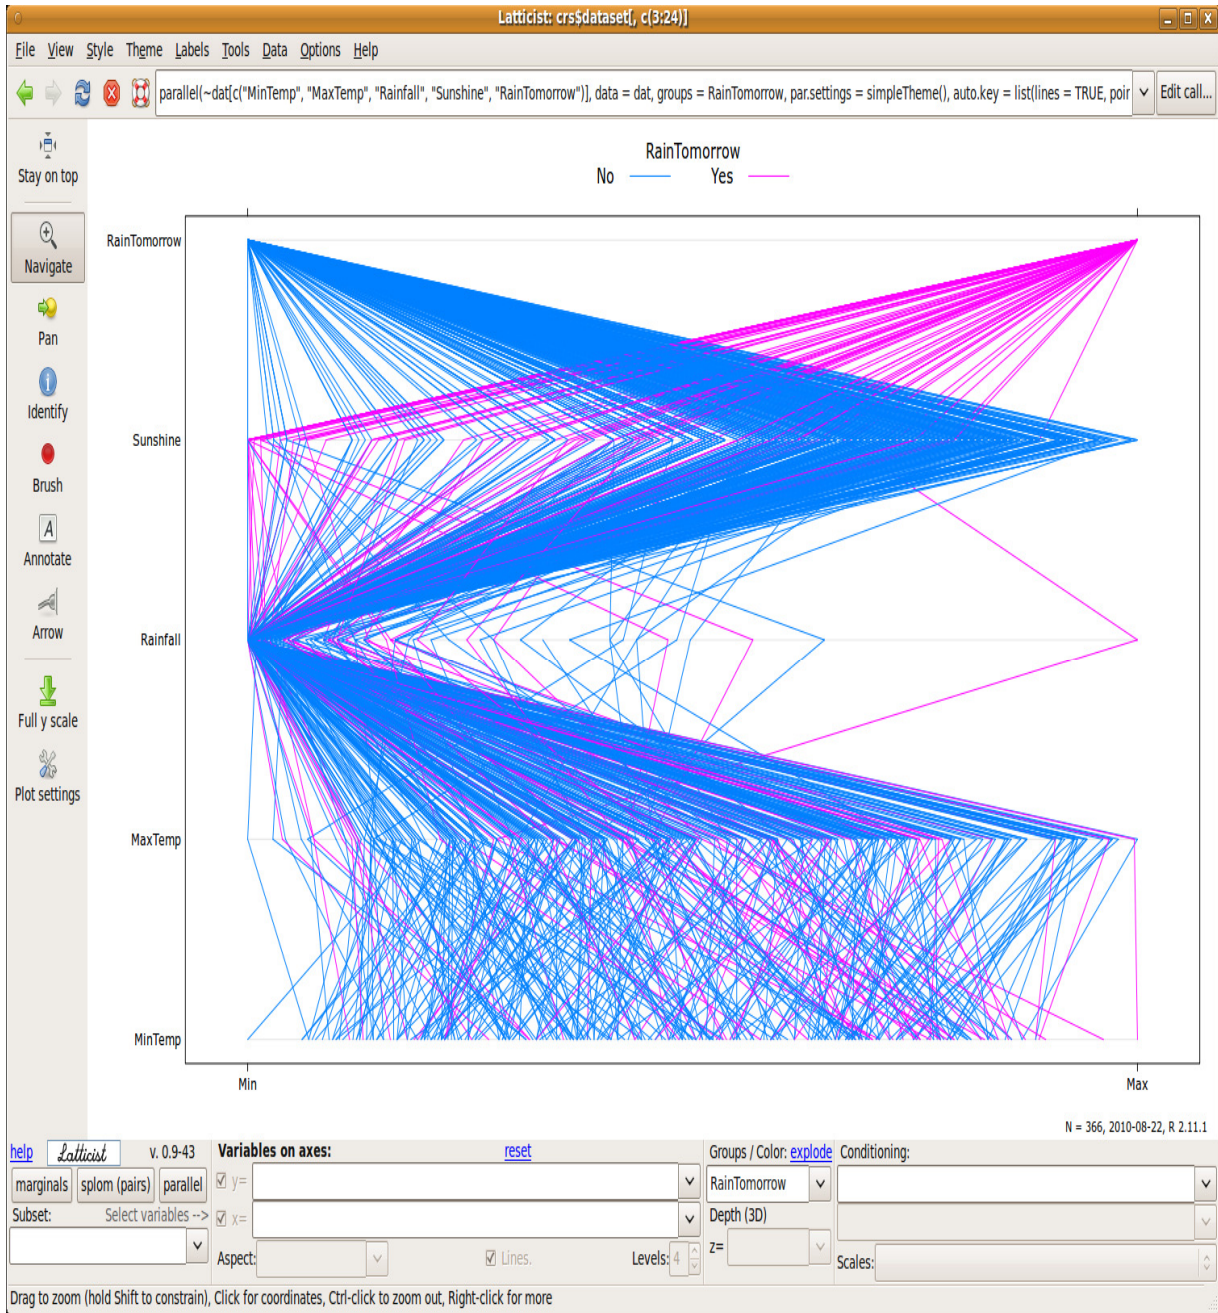 Latticist: crs$dataset[, c(3:24)]
File View Style Theme Labels Tools Data Options Help
parallel(~dat[c("MinTemp", "MaxTemp", "Rainfall", "Sunshine", "RainTomorrow")], data = dat, groups = RainTomorrow, par.settings = simpleTheme(), auto.key = list(lines = TRUE, poir Edit call...
Stay on top
Navigate
Pan
Identify
Brush
A
Annotate
Arrow
Full y scale
Plot settings
RainTomorrow
No Yes
RainTomorrow
Sunshine
Rainfall
MaxTemp
MinTemp
Min Max
N = 366, 2010-08-22, R 2.11.1
help Latticist v. 0.9-43 Variables on axes: reset Groups / Color: explode Conditioning:
marginals splom (pairs) parallel y= RainTomorrow
Subset: Select variables --> x= Depth (3D)
Aspect: Lines. Levels: 4 z= Scales:
Drag to zoom (hold Shift to constrain), Click for coordinates, Ctrl-click to zoom out, Right-click for more